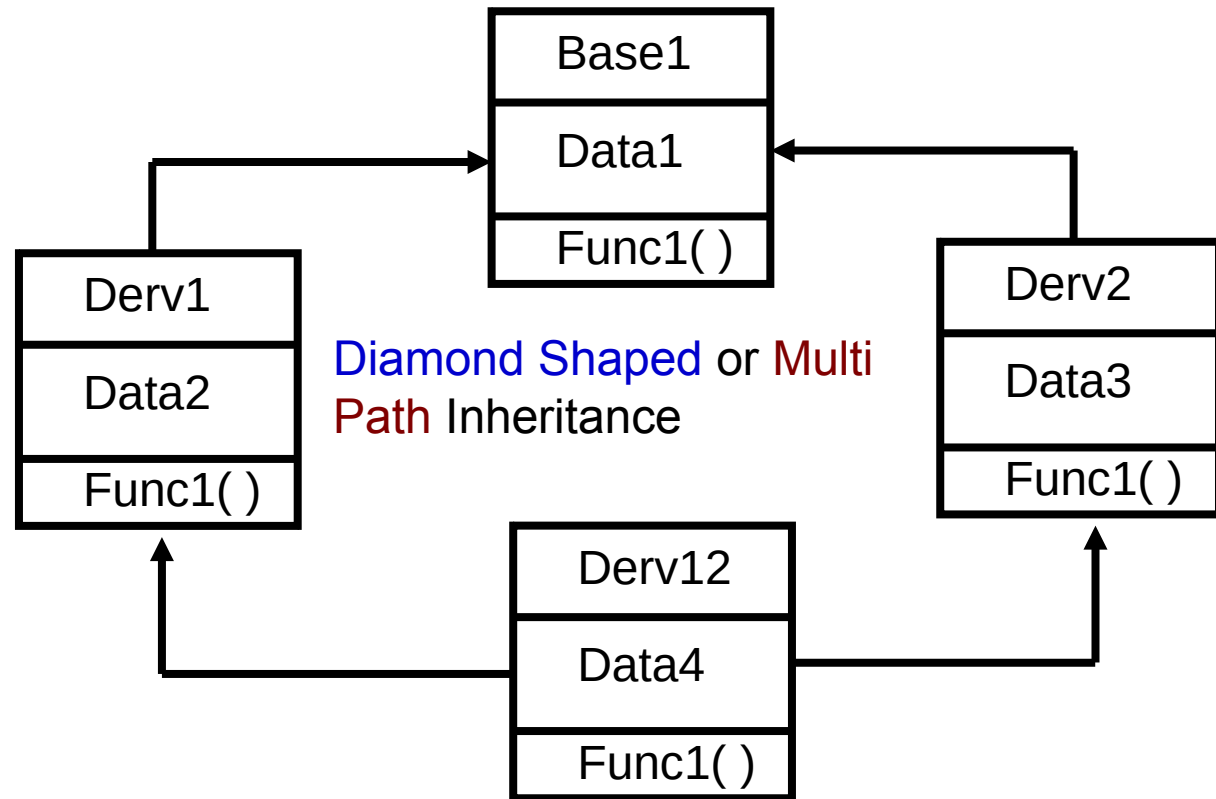 Base1
Data1
Func1( )
Derv1
Data2
Func1( )
Diamond Shaped or Multi
Path Inheritance
Derv2
Data3
Func1( )
Derv12
Data4
Func1( )